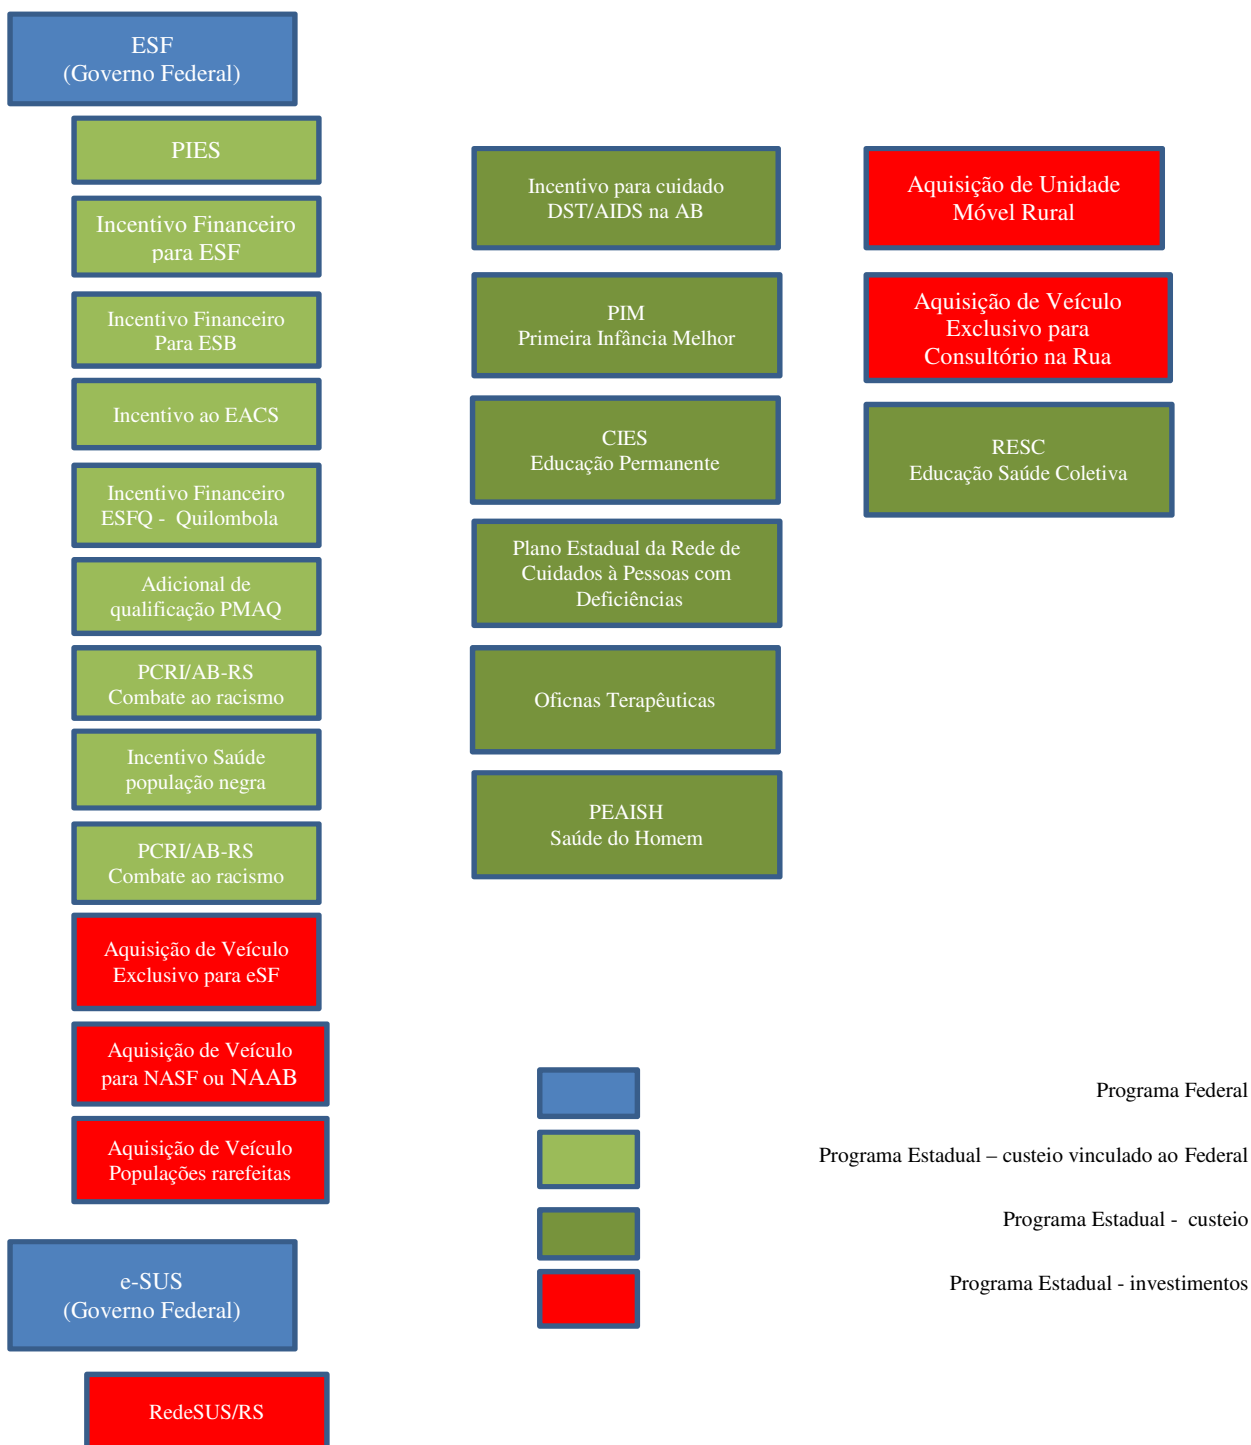 ESF
(Governo Federal)
PIES
Incentivo Financeiro
para ESF
Incentivo Financeiro
Para ESB
Incentivo ao EACS
Incentivo Financeiro
ESFQ - Quilombola
Adicional de
qualificação PMAQ
PCRI/AB-RS
Combate ao racismo
Incentivo Saúde
população negra
PCRI/AB-RS
Combate ao racismo
Aquisição de Veículo
Exclusivo para eSF
Aquisição de Veículo
para NASF ou NAAB
Aquisição de Veículo
Populações rarefeitas
e-SUS
(Governo Federal)
RedeSUS/RS
Incentivo para cuidado
DST/AIDS na AB
PIM
Primeira Infância Melhor
CIES
Educação Permanente
Plano Estadual da Rede de
Cuidados à Pessoas com
Deficiências
Oficnas Terapêuticas
PEAISH
Saúde do Homem
Aquisição de Unidade
Móvel Rural
Aquisição de Veículo
Exclusivo para
Consultório na Rua
RESC
Educação Saúde Coletiva
Programa Federal
Programa Estadual – custeio vinculado ao Federal
Programa Estadual - custeio
Programa Estadual - investimentos